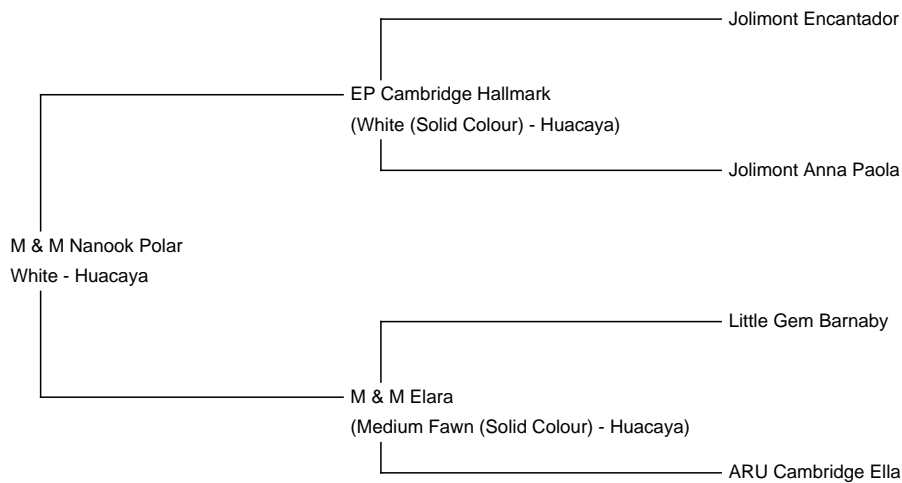 Jolimont Encantador
EP Cambridge Hallmark
(White (Solid Colour) - Huacaya)
Jolimont Anna Paola
M & M Nanook Polar
White - Huacaya
Little Gem Barnaby
M & M Elara
(Medium Fawn (Solid Colour) - Huacaya)
ARU Cambridge Ella